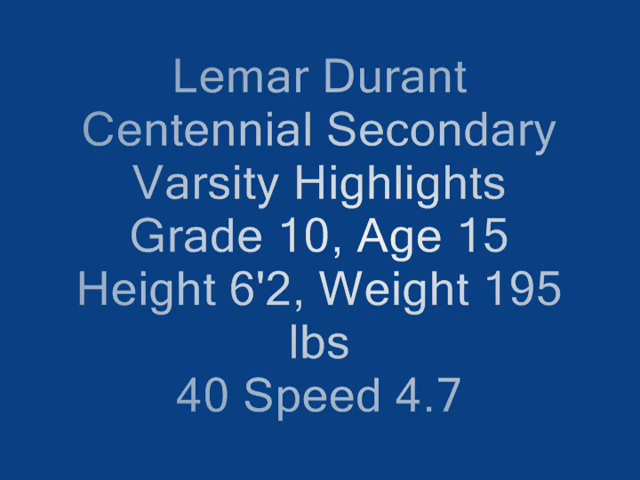 Lemar Durant
Centennial Secondary
Varsity Highlights
Grade 10, Age 15
Height 6'2, Weight 195
lbs
40 Speed 4.7